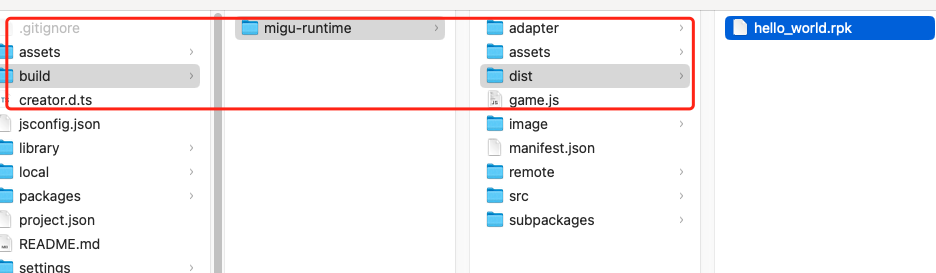 .gitignore
assets
build
creator.d.ts
jsconfig.json
library
local
packages
project.json
README.md
settings
migu-runtime
adapter
assets
dist
game.js
image
manifest.json
remote
src
subpackages
hello_world.rpk